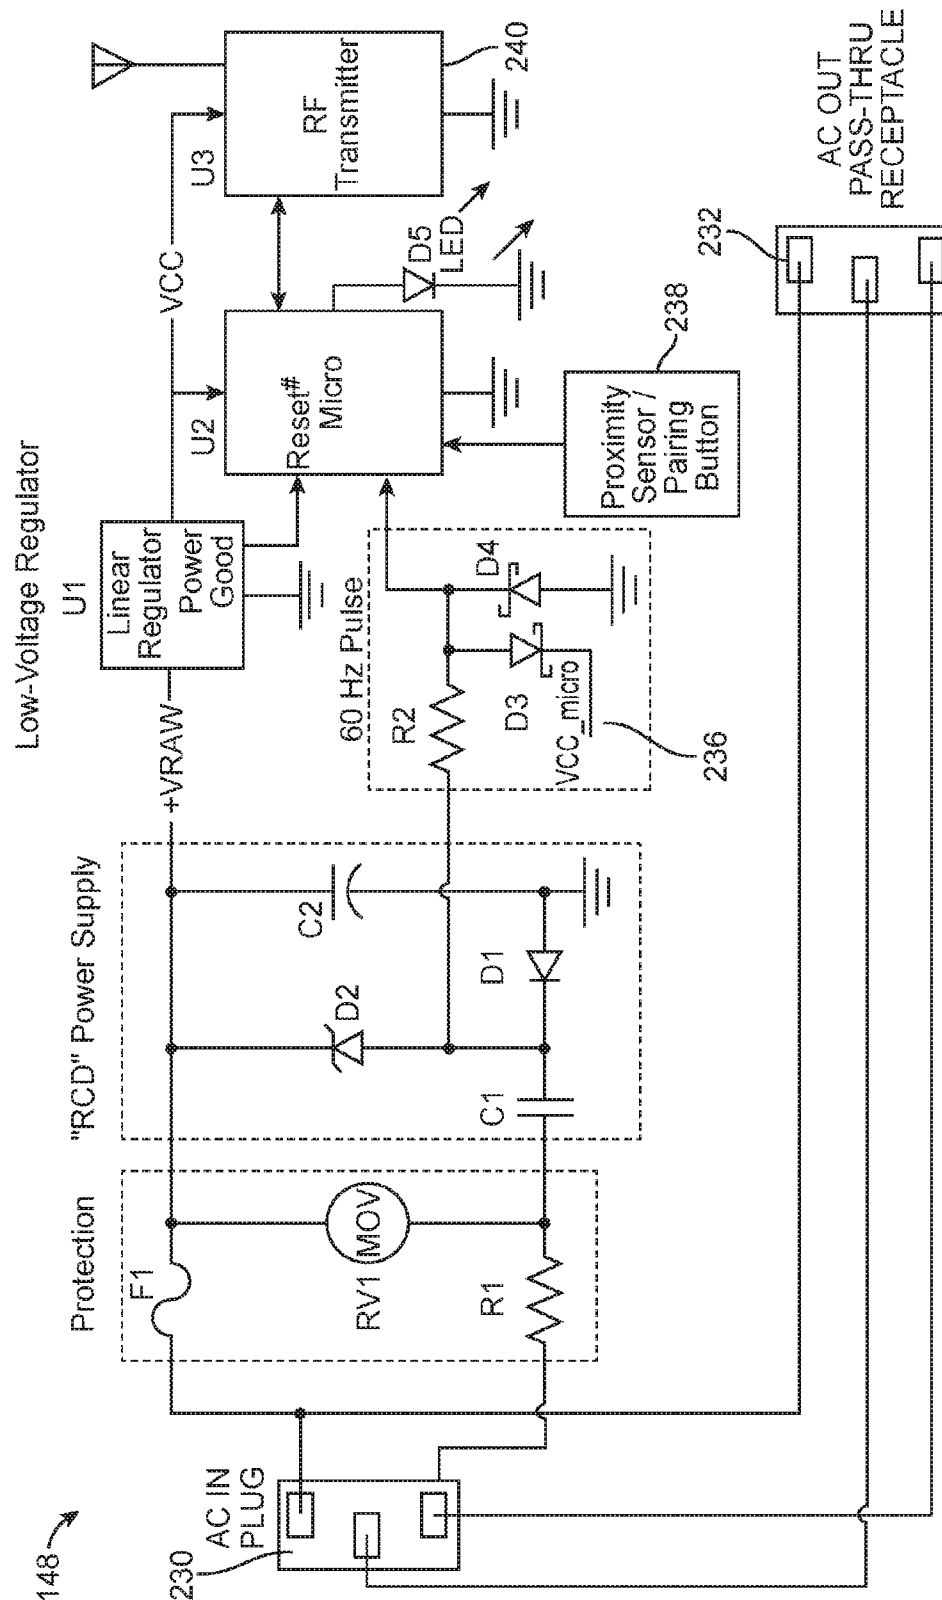 148
230
AC IN
PLUG
Protection
F1
RV1
MOV
R1
"RCD" Power Supply
C1
D2
D1
C2
+VRAW
Low-Voltage Regulator
U1
Linear
Regulator
Power
Good
60 Hz Pulse
R2
D3
D4
VCC_micro
236
VCC
U2
Reset#
Micro
D5
LED
Proximity
Sensor /
Pairing
Button
238
U3
RF
Transmitter
240
232
AC OUT
PASS-THRU
RECEPTACLE